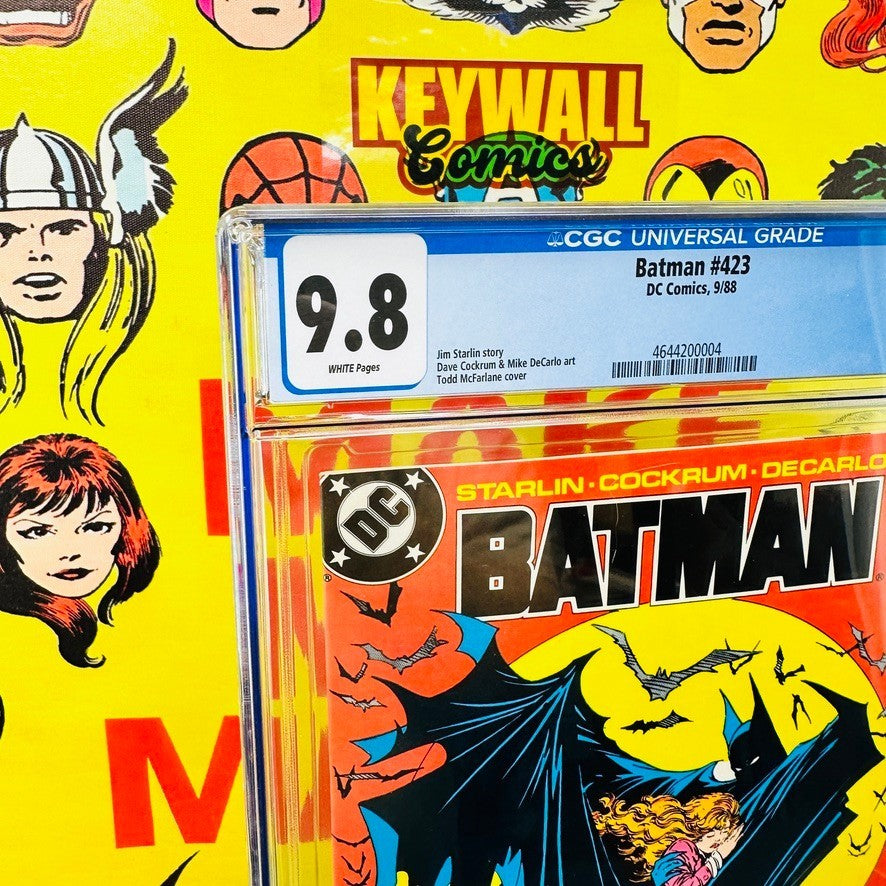 KEYWALL
Comics
CGC UNIVERSAL GRADE
9.8
WHITE Pages
Batman #423
DC Comics, 9/88
Jim Starlin story
Dave Cockrum & Mike DeCarlo art
Todd McFarlane cover
4644200004
MAKE
M
STARLIN · COCKRUM · DECARLO
DC
BATMAN